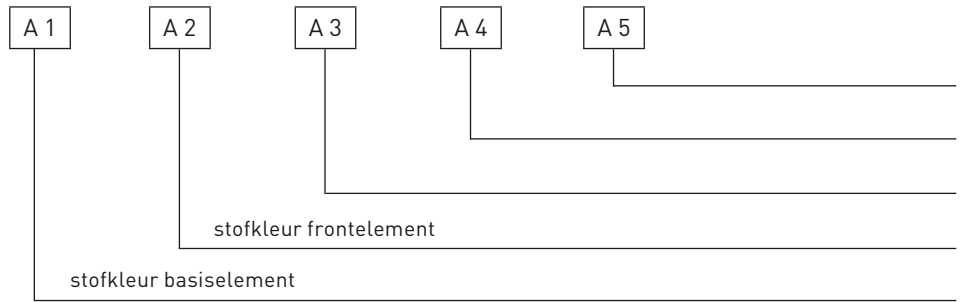 A 1 A 2 A 3 A 4 A 5
stofkleur frontelement
stofkleur basiselement